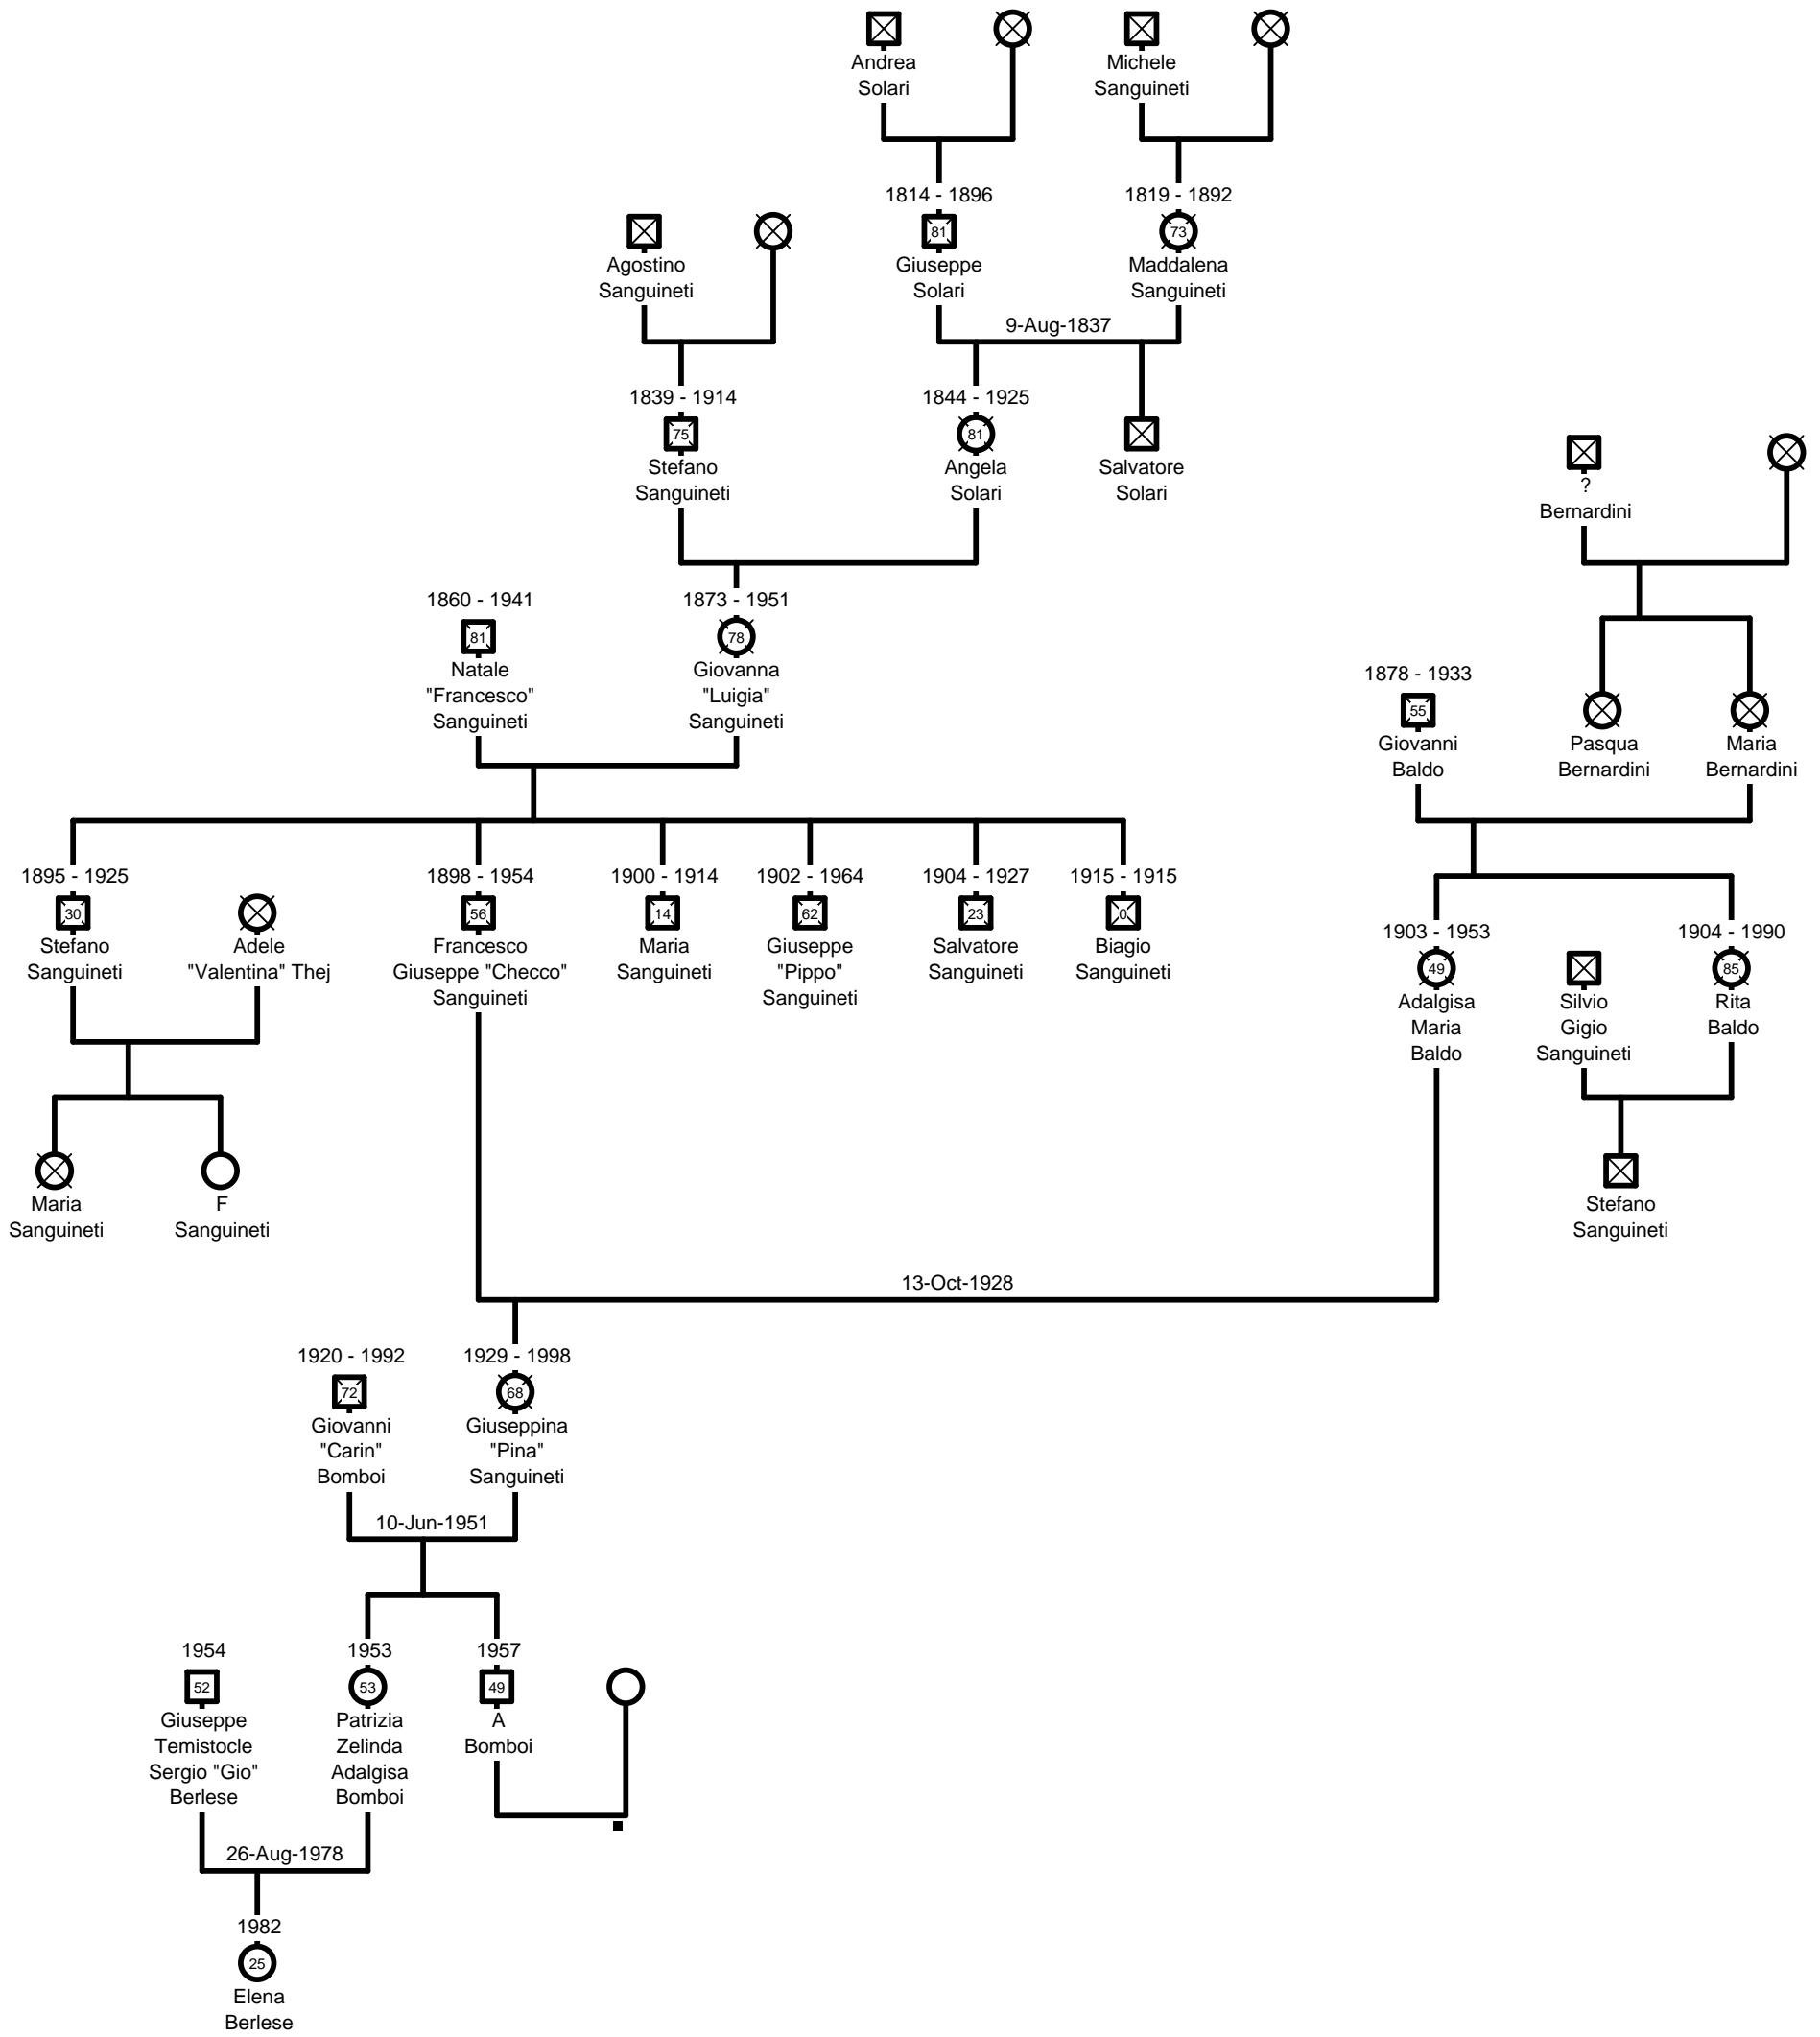 Andrea
Solari
Michele
Sanguineti
1814 - 1896
81
Giuseppe
Solari
1819 - 1892
73
Maddalena
Sanguineti
Agostino
Sanguineti
9-Aug-1837
1839 - 1914
75
Stefano
Sanguineti
1844 - 1925
81
Angela
Solari
Salvatore
Solari
?
Bernardini
1860 - 1941
81
Natale
"Francesco"
Sanguineti
1873 - 1951
78
Giovanna
"Luigia"
Sanguineti
1878 - 1933
55
Giovanni
Baldo
Pasqua
Bernardini
Maria
Bernardini
1895 - 1925
30
Stefano
Sanguineti
Adele
"Valentina" Thej
1898 - 1954
56
Francesco
Giuseppe "Checco"
Sanguineti
1900 - 1914
14
Maria
Sanguineti
1902 - 1964
62
Giuseppe
"Pippo"
Sanguineti
1904 - 1927
23
Salvatore
Sanguineti
1915 - 1915
0
Biagio
Sanguineti
1903 - 1953
49
Adalgisa
Maria
Baldo
Silvio
Gigio
Sanguineti
1904 - 1990
85
Rita
Baldo
Maria
Sanguineti
F
Sanguineti
Stefano
Sanguineti
13-Oct-1928
1920 - 1992
72
Giovanni
"Carin"
Bomboi
1929 - 1998
68
Giuseppina
"Pina"
Sanguineti
10-Jun-1951
1954
52
Giuseppe
Temistocle
Sergio "Gio"
Berlese
1953
53
Patrizia
Zelinda
Adalgisa
Bomboi
1957
49
A
Bomboi
26-Aug-1978
1982
25
Elena
Berlese